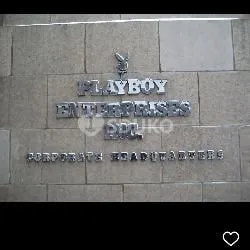 PLAYBOY
ENTERPRISES
INC.
CORPORATE HEADQUARTERS